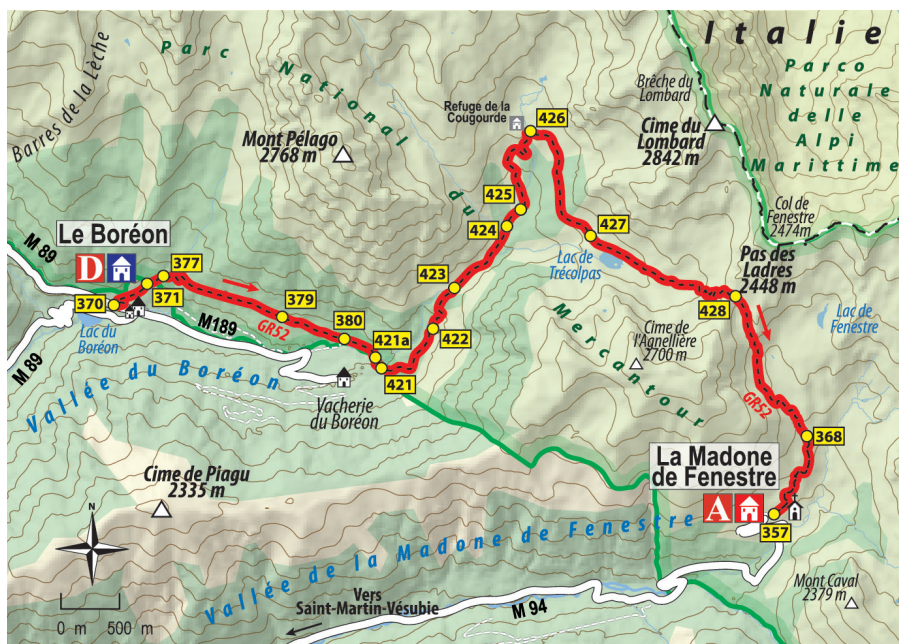 Italie
Parc
National
du
Mercantour
Parco
Naturale
delle
Alpi
Marittime
Barres de la Lèche
Brêche du
Lombard
Refuge de la
Cougourde
426
Cime du
Lombard
2842 m
Mont Pélago
2768 m
Col de
Fenestre
2474m
425
424
427
Le Boréon
D
M 89
377
370
371
423
Lac de
Trécolpas
Pas des
Ladres
2448 m
379
428
Lac de
Fenestre
Lac du
Boréon
M189
GR52
380
421a
422
421
Cime de
l'Agnellière
2700 m
M 89
Vallée du Boréon
Vacherie
du Boréon
GR52
368
Cime de Piagu
2335 m
La Madone
de Fenestre
A
357
N
Vallée de la Madone de Fenestre
Mont Caval
2379 m
Vers
Saint-Martin-Vésubie
M 94
0 m 500 m